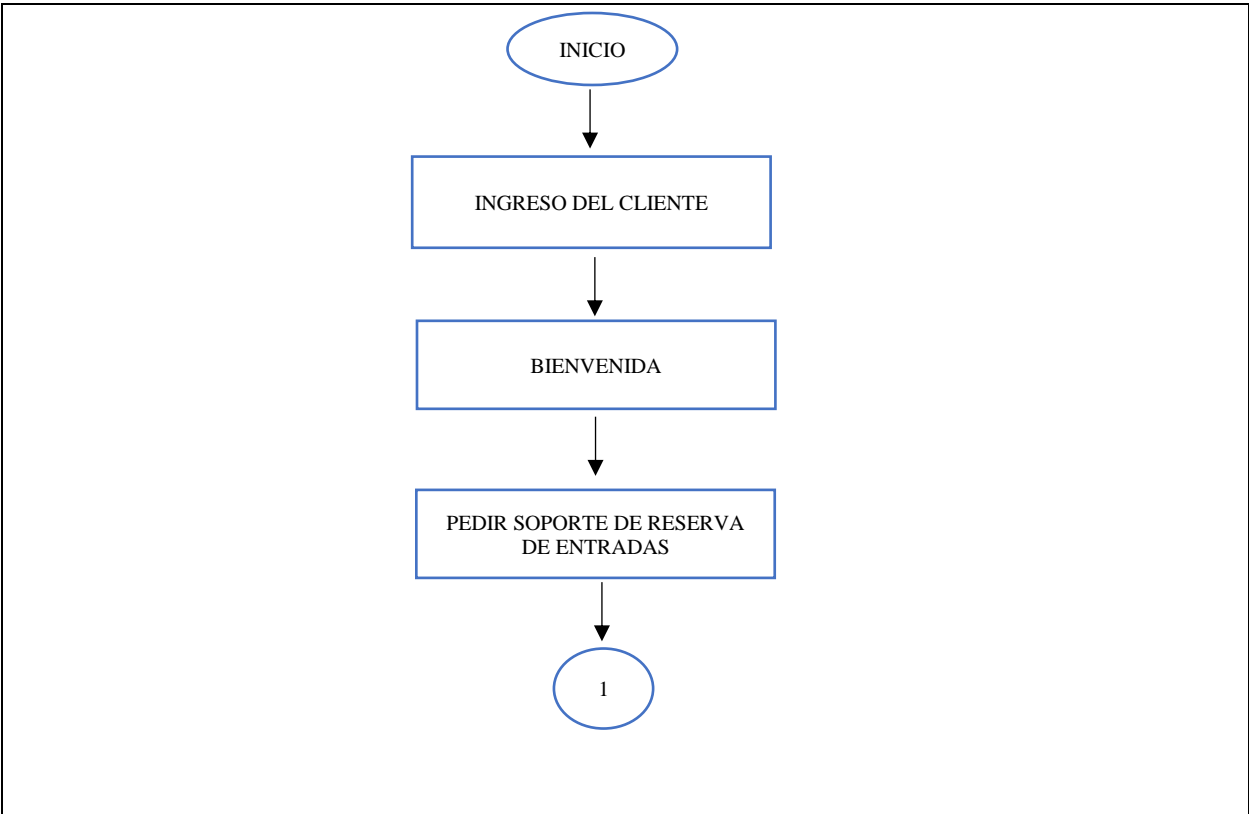 INICIO
INGRESO DEL CLIENTE
BIENVENIDA
PEDIR SOPORTE DE RESERVA
DE ENTRADAS
1